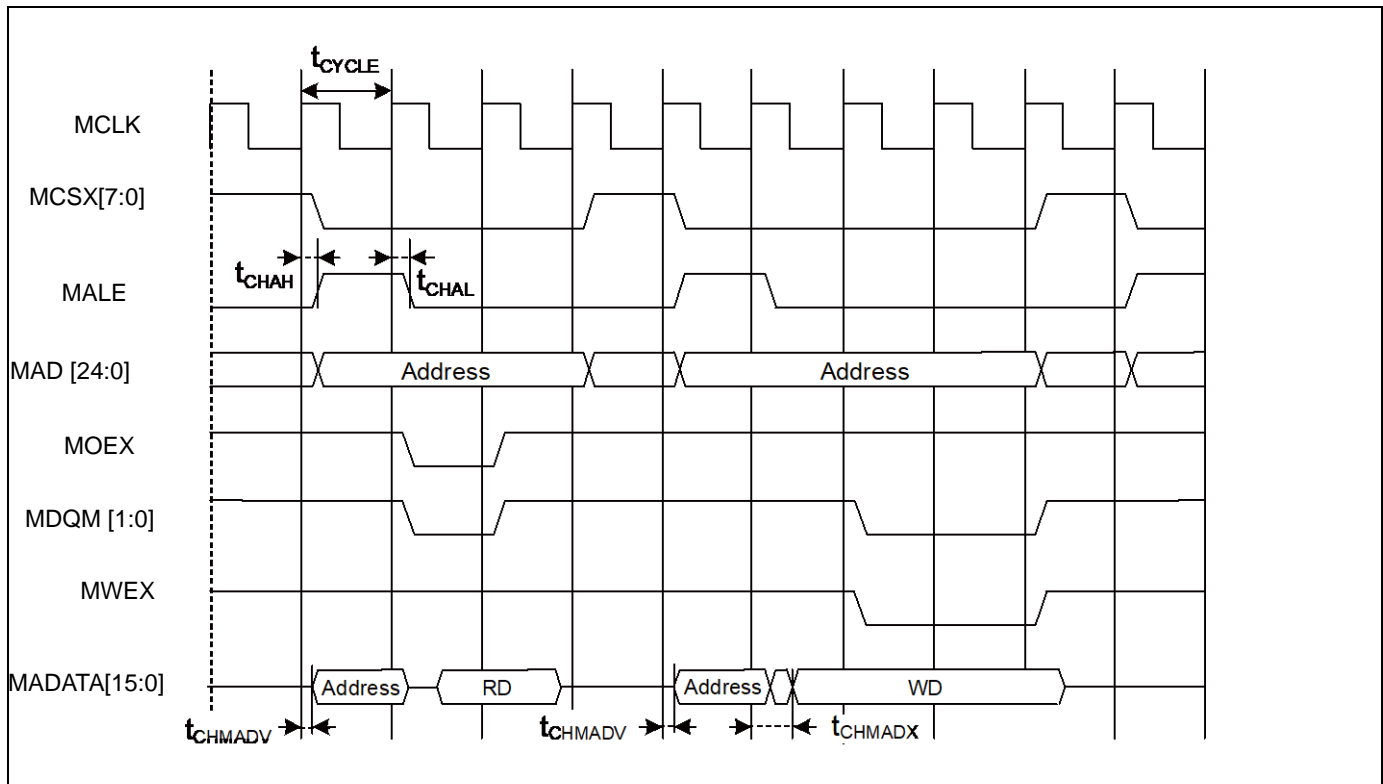 tCYCLE
MCLK
MCSX[7:0]
tCHAH
tCHAL
MALE
MAD [24:0]
Address
Address
MOEX
MDQM [1:0]
MWEX
MADATA[15:0]
Address
RD
Address
WD
tCHMADV
tCHMADV
tCHMADX